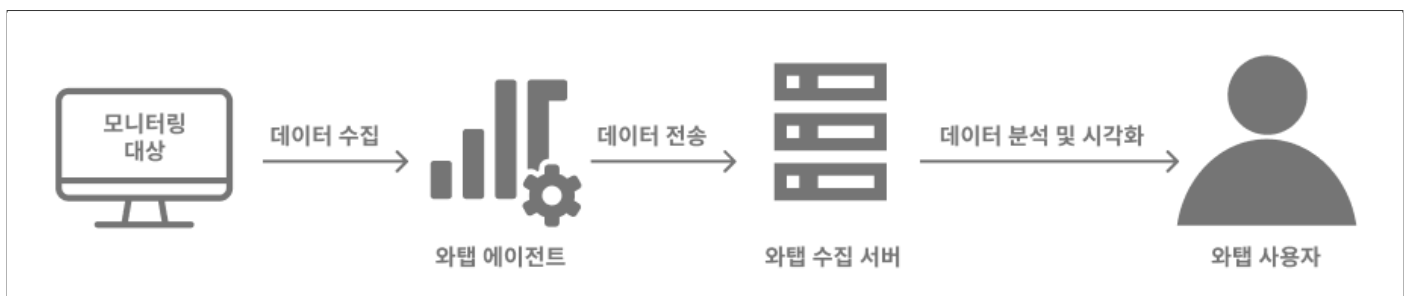 모니터링
대상
데이터 수집
데이터 전송
데이터 분석 및 시각화
와탭 에이전트
와탭 수집 서버
와탭 사용자